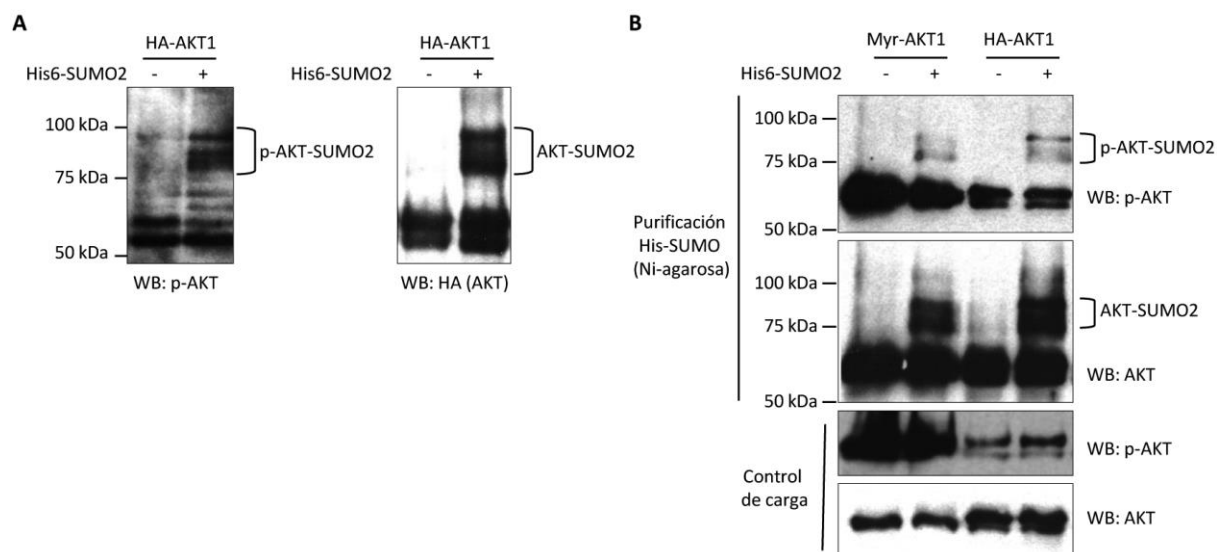 A
HA-AKT1
His6-SUMO2
-
+
100 kDa
75 kDa
50 kDa
p-AKT-SUMO2
WB: p-AKT
HA-AKT1
His6-SUMO2
-
+
AKT-SUMO2
WB: HA (AKT)
B
Myr-AKT1
HA-AKT1
His6-SUMO2
-
+
-
+
Purificación
His-SUMO
(Ni-agarosa)
100 kDa
75 kDa
50 kDa
p-AKT-SUMO2
WB: p-AKT
100 kDa
75 kDa
50 kDa
AKT-SUMO2
WB: AKT
Control
de carga
WB: p-AKT
WB: AKT